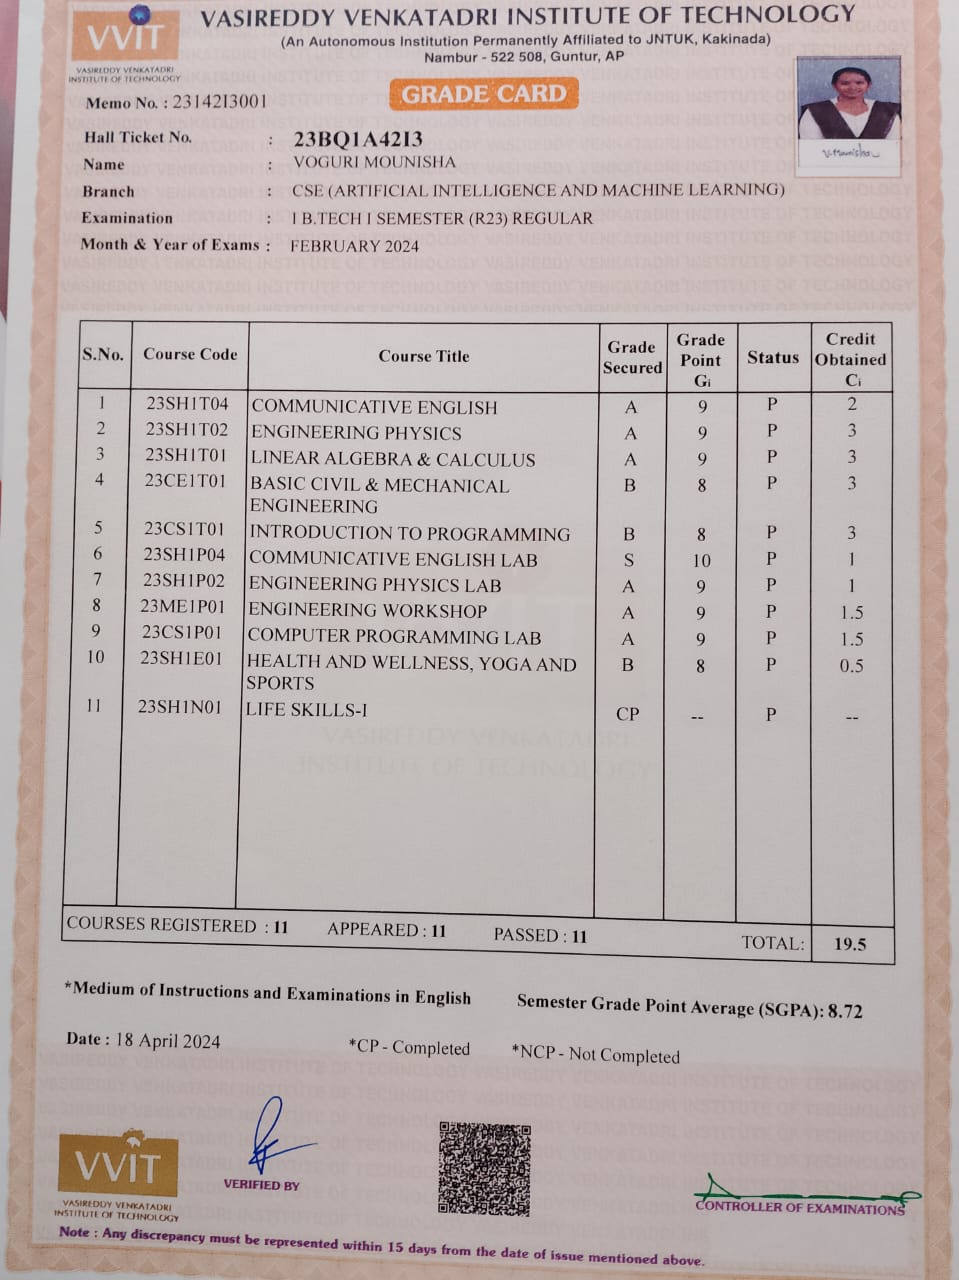 VVIT
VASIREDDY VENKATADRI
INSTITUTE OF TECHNOLOGY
VASIREDDY VENKATADRI INSTITUTE OF TECHNOLOGY
(An Autonomous Institution Permanently Affiliated to JNTUK, Kakinada)
Nambur - 522 508, Guntur, AP
GRADE CARD
Memo No. : 2314213001
Hall Ticket No. : 23BQ1A4213
Name : VOGURI MOUNISHA
Branch : CSE (ARTIFICIAL INTELLIGENCE AND MACHINE LEARNING)
Examination : I B.TECH I SEMESTER (R23) REGULAR
Month & Year of Exams : FEBRUARY 2024
V.Mounisha
S.No. Course Code Course Title Grade Secured Grade Point Gi Status Credit Obtained Ci
1 23SH1T04 COMMUNICATIVE ENGLISH A 9 P 2
2 23SH1T02 ENGINEERING PHYSICS A 9 P 3
3 23SH1T01 LINEAR ALGEBRA & CALCULUS A 9 P 3
4 23CE1T01 BASIC CIVIL & MECHANICAL ENGINEERING B 8 P 3
5 23CS1T01 INTRODUCTION TO PROGRAMMING B 8 P 3
6 23SH1P04 COMMUNICATIVE ENGLISH LAB S 10 P 1
7 23SH1P02 ENGINEERING PHYSICS LAB A 9 P 1
8 23ME1P01 ENGINEERING WORKSHOP A 9 P 1.5
9 23CS1P01 COMPUTER PROGRAMMING LAB A 9 P 1.5
10 23SH1E01 HEALTH AND WELLNESS, YOGA AND SPORTS B 8 P 0.5
11 23SH1N01 LIFE SKILLS-I CP -- P --
VASIREDDY VENKATADRI
INSTITUTE OF TECHNOLOGY
COURSES REGISTERED : 11 APPEARED : 11 PASSED : 11 TOTAL: 19.5
*Medium of Instructions and Examinations in English Semester Grade Point Average (SGPA): 8.72
Date : 18 April 2024 *CP - Completed *NCP - Not Completed
VVIT
VASIREDDY VENKATADRI
INSTITUTE OF TECHNOLOGY
VERIFIED BY
CONTROLLER OF EXAMINATIONS
Note : Any discrepancy must be represented within 15 days from the date of issue mentioned above.